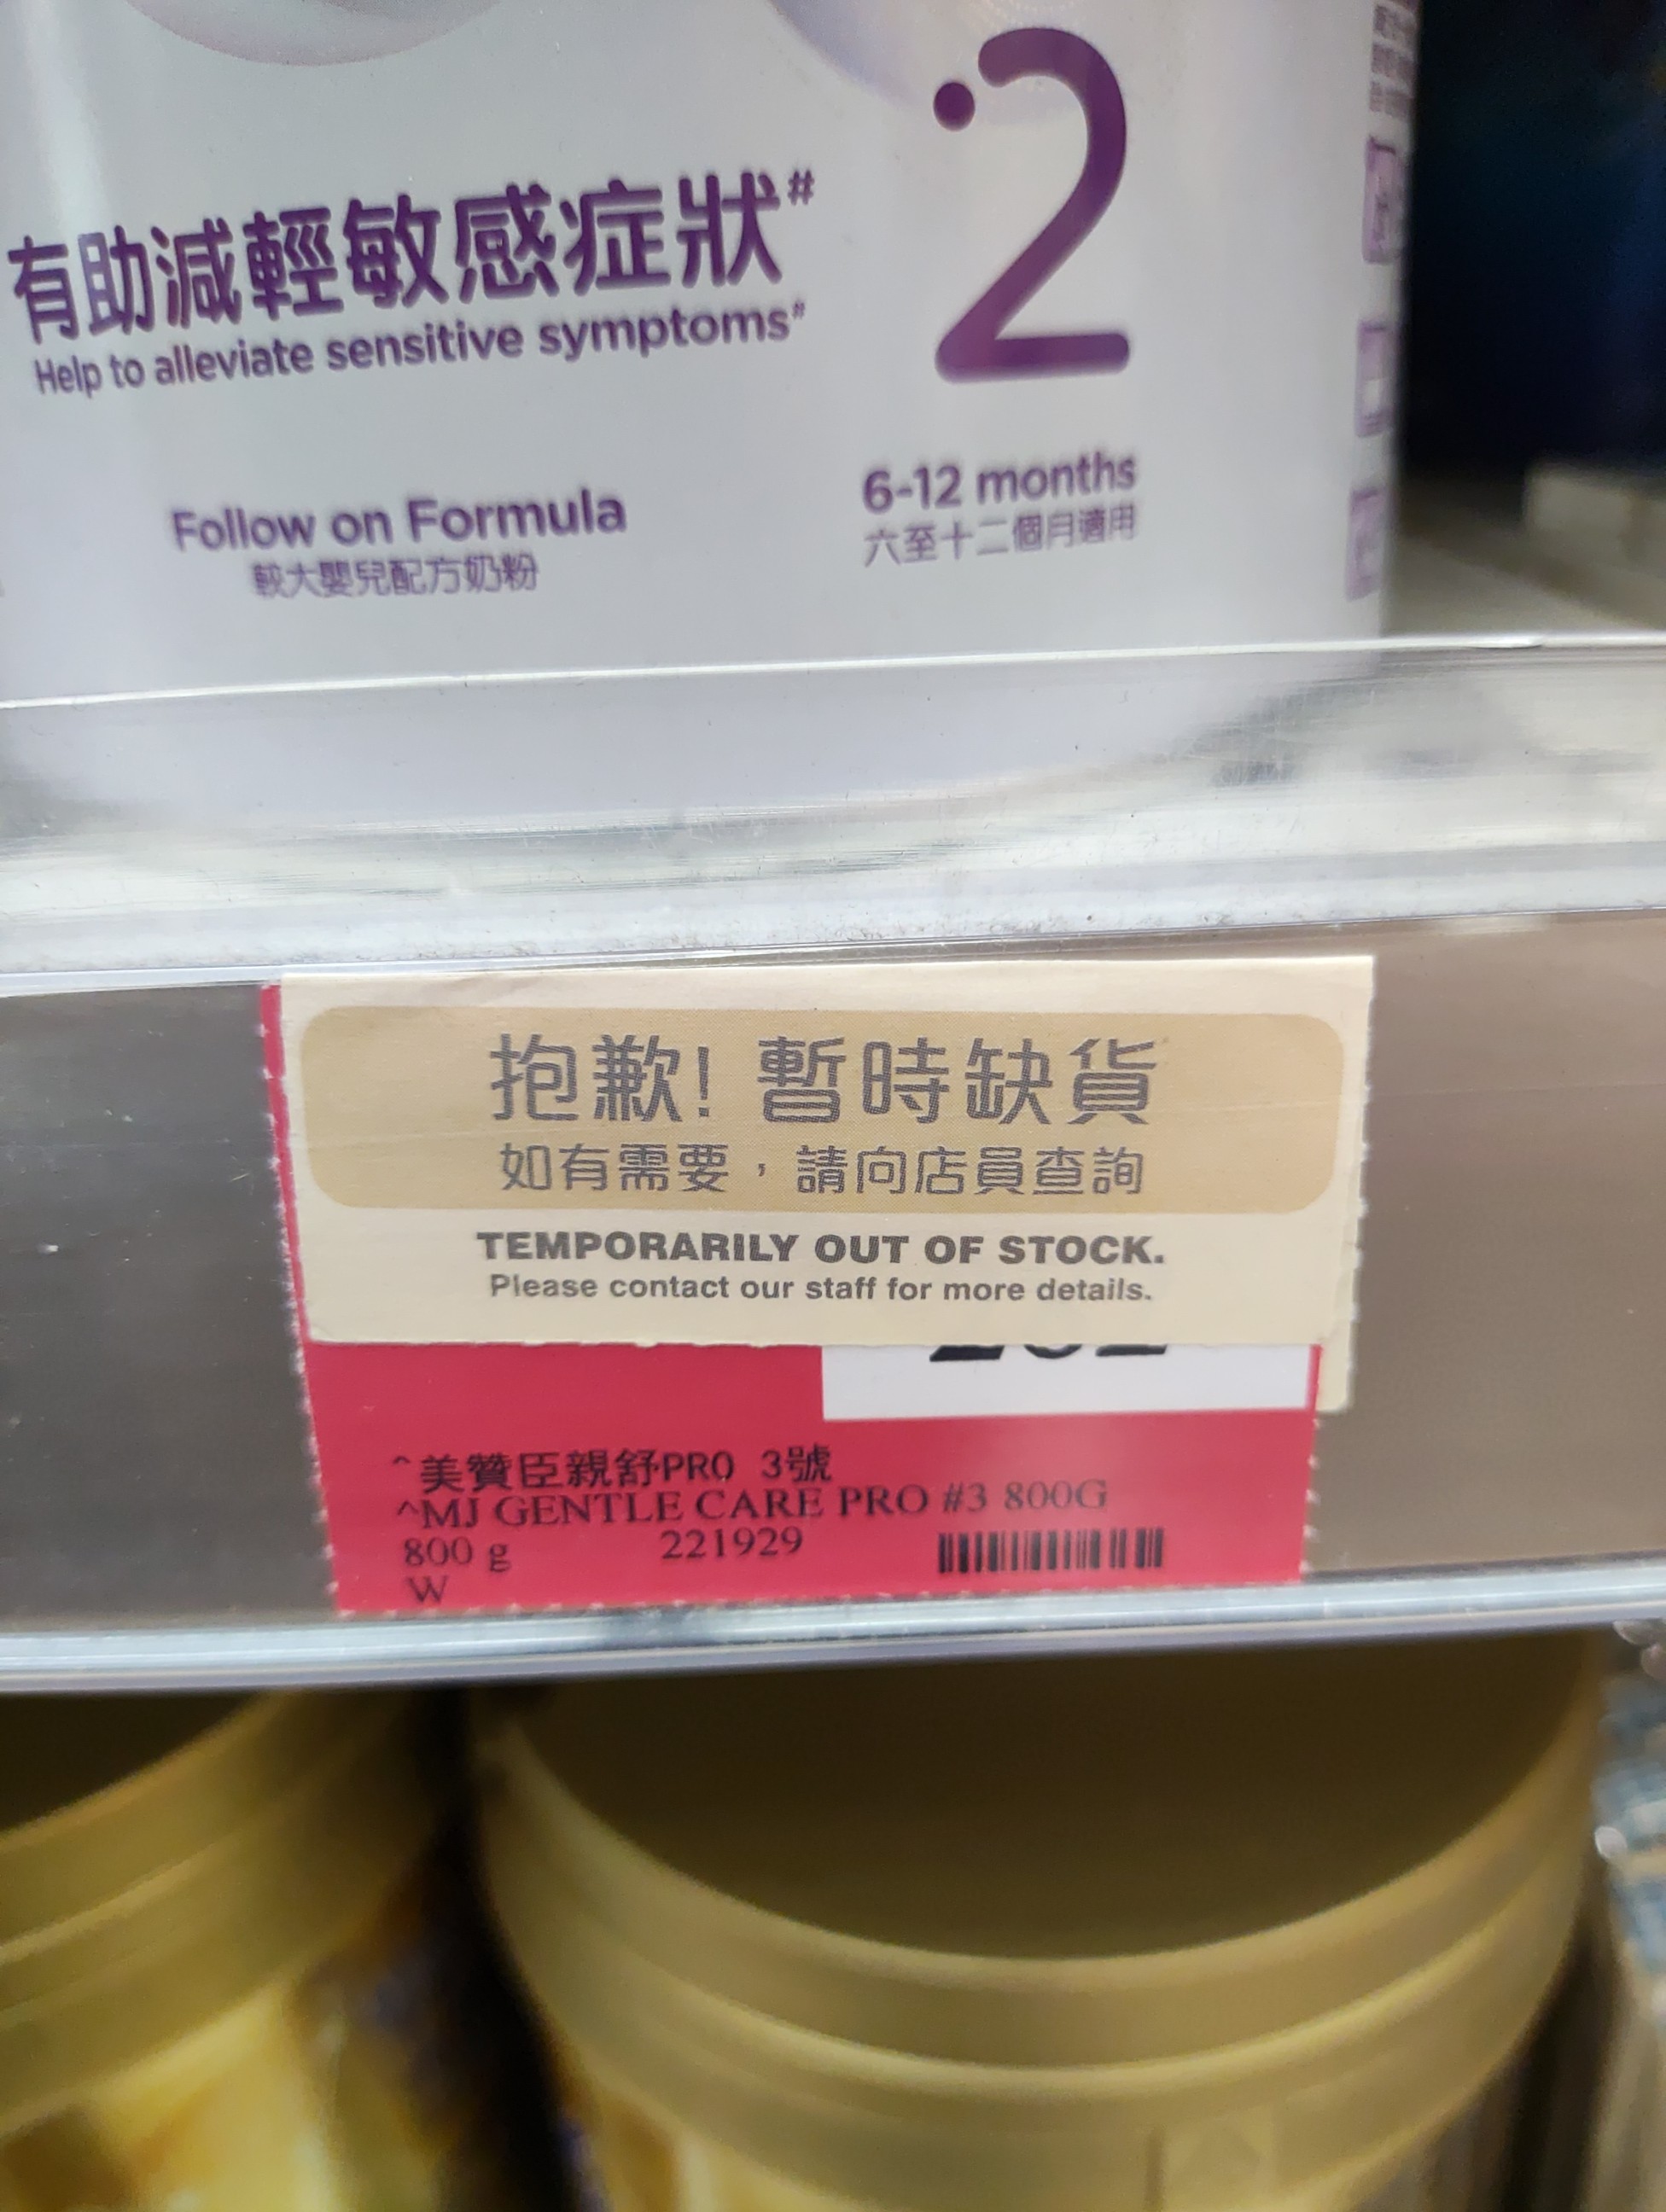 2
有助減輕敏感症狀#
Help to alleviate sensitive symptoms#
Follow on Formula
較大嬰兒配方奶粉
6-12 months
六至十二個月適用
抱歉! 暫時缺貨
如有需要，請向店員查詢
TEMPORARILY OUT OF STOCK.
Please contact our staff for more details.
^美贊臣親舒PRO 3號
^MJ GENTLE CARE PRO #3 800G
800 g 221929
W